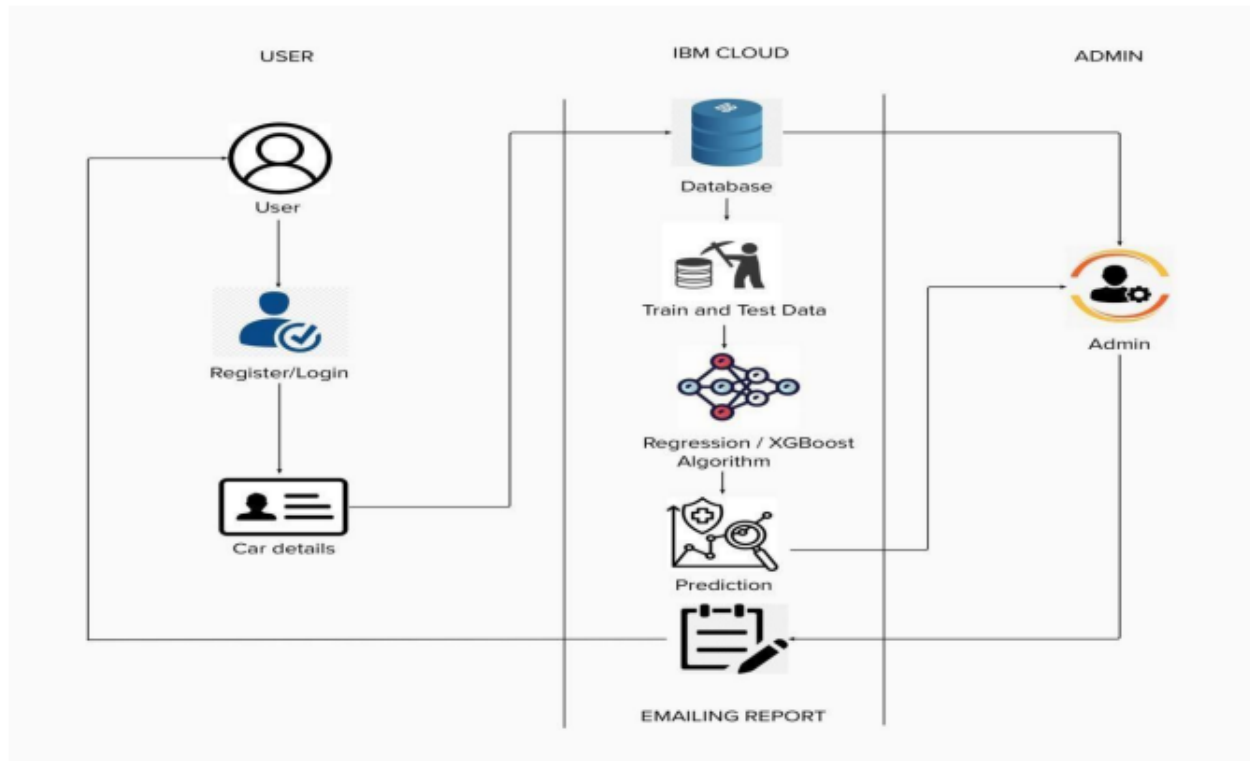 USER
IBM CLOUD
ADMIN
User
Register/Login
Car details
Database
Train and Test Data
Regression / XGBoost
Algorithm
Prediction
EMAILING REPORT
Admin